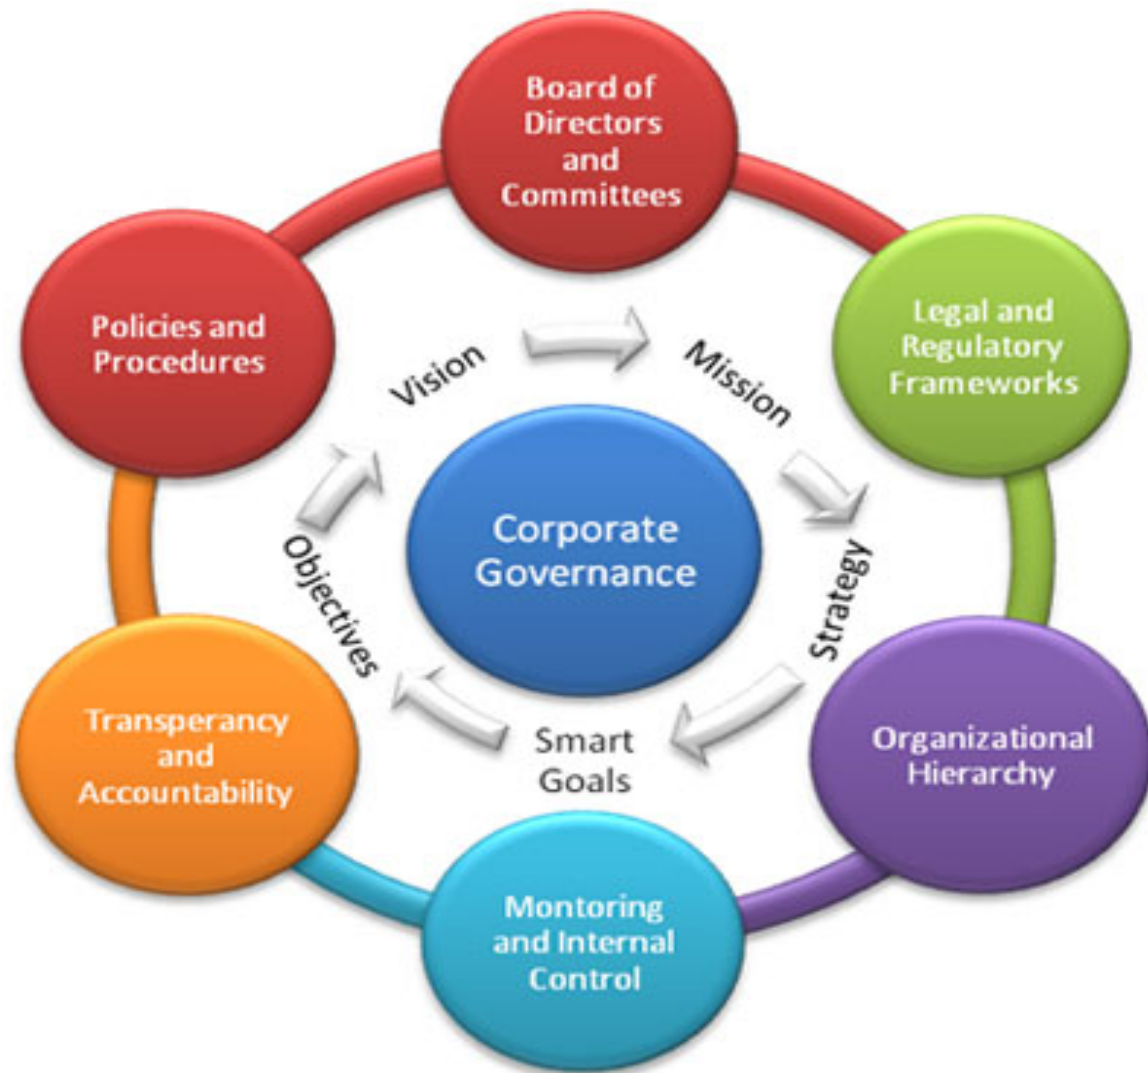 Board of
Directors
and
Committees
Legal and
Regulatory
Frameworks
Organizational
Hierarchy
Montoring
and Internal
Control
Transperancy
and
Accountability
Policies and
Procedures
Vision
Mission
Strategy
Smart
Goals
Objectives
Corporate
Governance